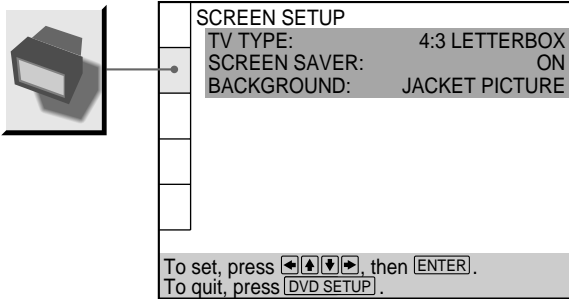 SCREEN SETUP
TV TYPE: 4:3 LETTERBOX
SCREEN SAVER: ON
BACKGROUND: JACKET PICTURE
To set, press ←↑↓→, then ENTER.
To quit, press DVD SETUP.